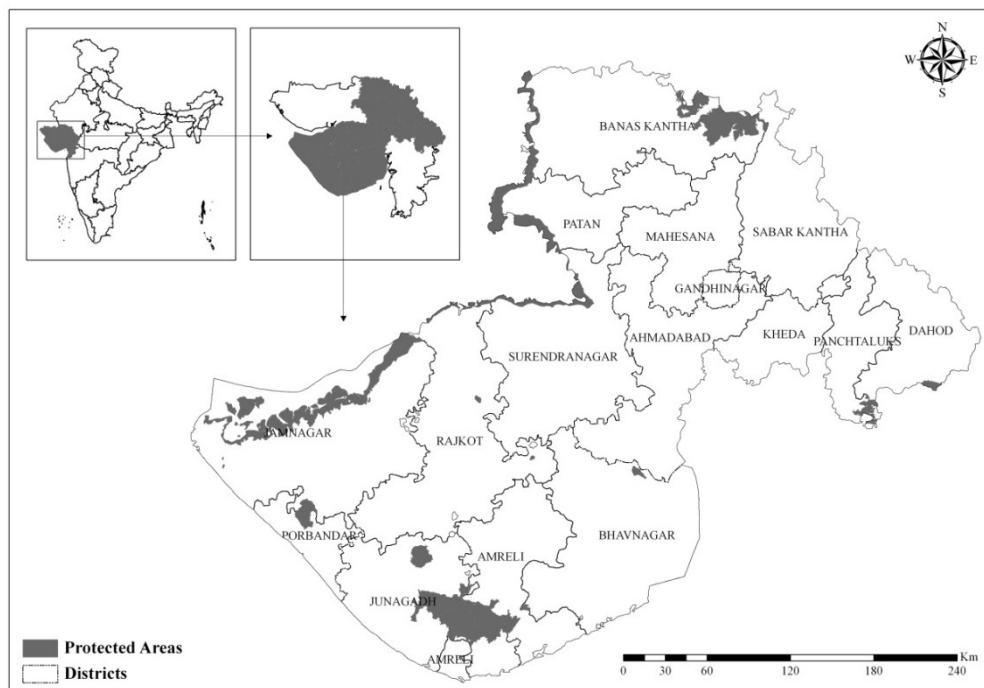 N
W E
S
BANAS KANTHA
PATAN
MAHESANA
SABAR KANTHA
GANDHINAGAR
AHMADABAD
KHEDA
PANCHTALUKS
DAHOD
SURENDRANAGAR
JAMNAGAR
RAJKOT
PORBANDAR
AMRELI
BHAVNAGAR
JUNAGADH
AMRELI
Protected Areas
Districts
Km
0 15 30 60 120 180 240